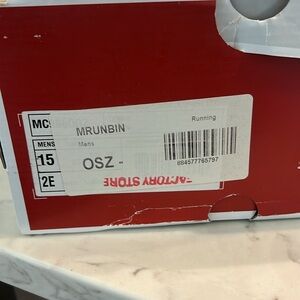 MC
MRUNBIN
Running
MENS
Mens
15
OSZ -
884577765797
2E
FACTORY STORE